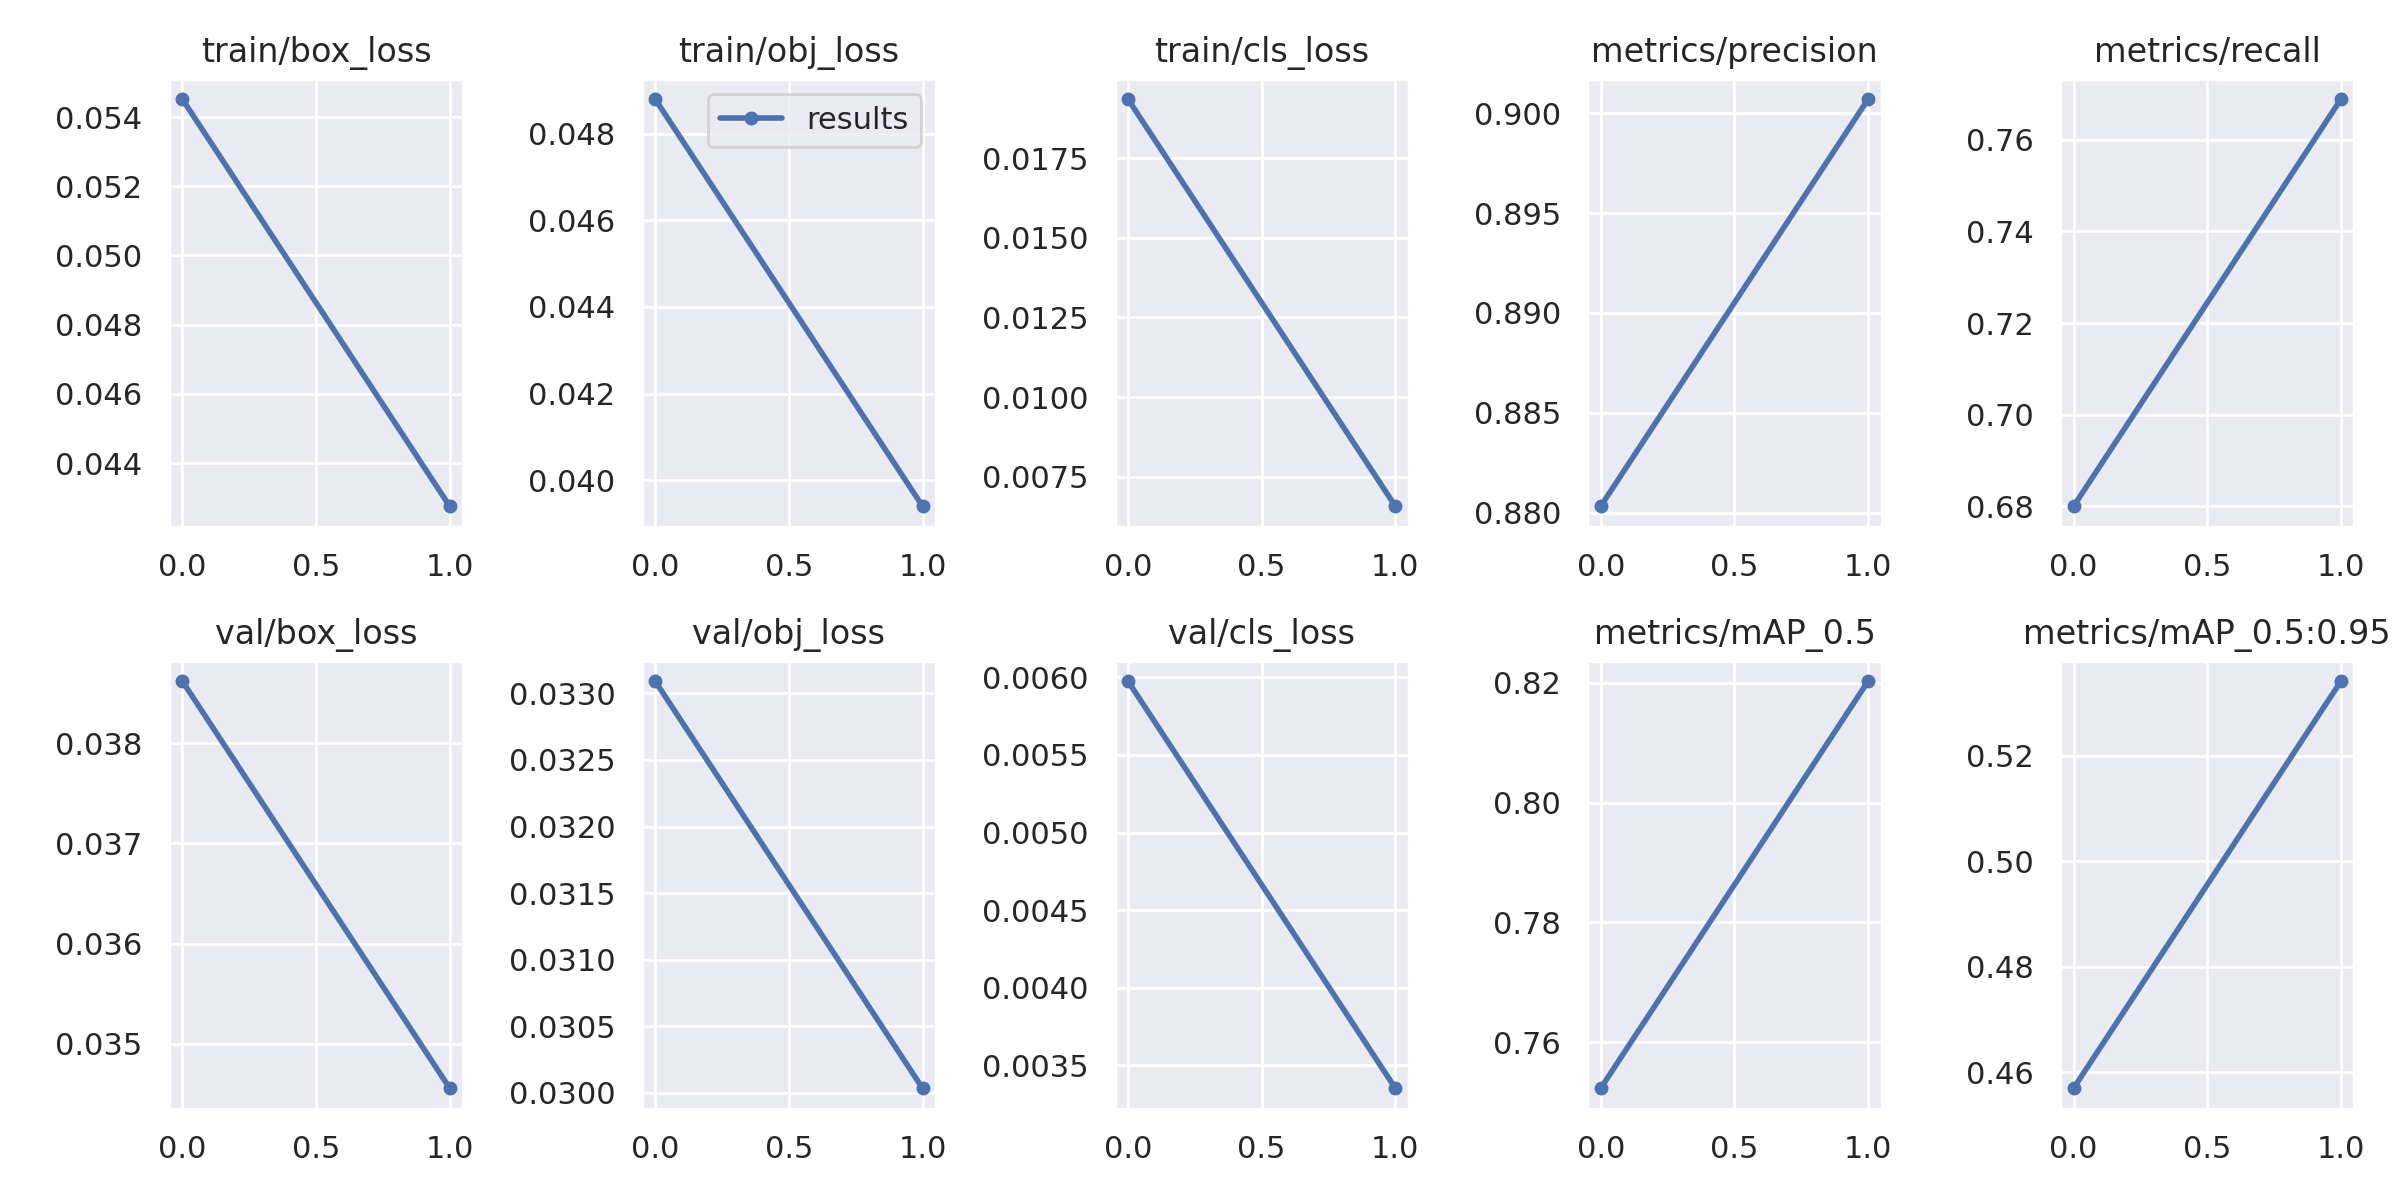 train/box_loss
0.054
0.052
0.050
0.048
0.046
0.044
0.0 0.5 1.0
train/obj_loss
results
0.048
0.046
0.044
0.042
0.040
0.0 0.5 1.0
train/cls_loss
0.0175
0.0150
0.0125
0.0100
0.0075
0.0 0.5 1.0
metrics/precision
0.900
0.895
0.890
0.885
0.880
0.0 0.5 1.0
metrics/recall
0.76
0.74
0.72
0.70
0.68
0.0 0.5 1.0
val/box_loss
0.038
0.037
0.036
0.035
0.0 0.5 1.0
val/obj_loss
0.0330
0.0325
0.0320
0.0315
0.0310
0.0305
0.0300
0.0 0.5 1.0
val/cls_loss
0.0060
0.0055
0.0050
0.0045
0.0040
0.0035
0.0 0.5 1.0
metrics/mAP_0.5
0.82
0.80
0.78
0.76
0.0 0.5 1.0
metrics/mAP_0.5:0.95
0.52
0.50
0.48
0.46
0.0 0.5 1.0